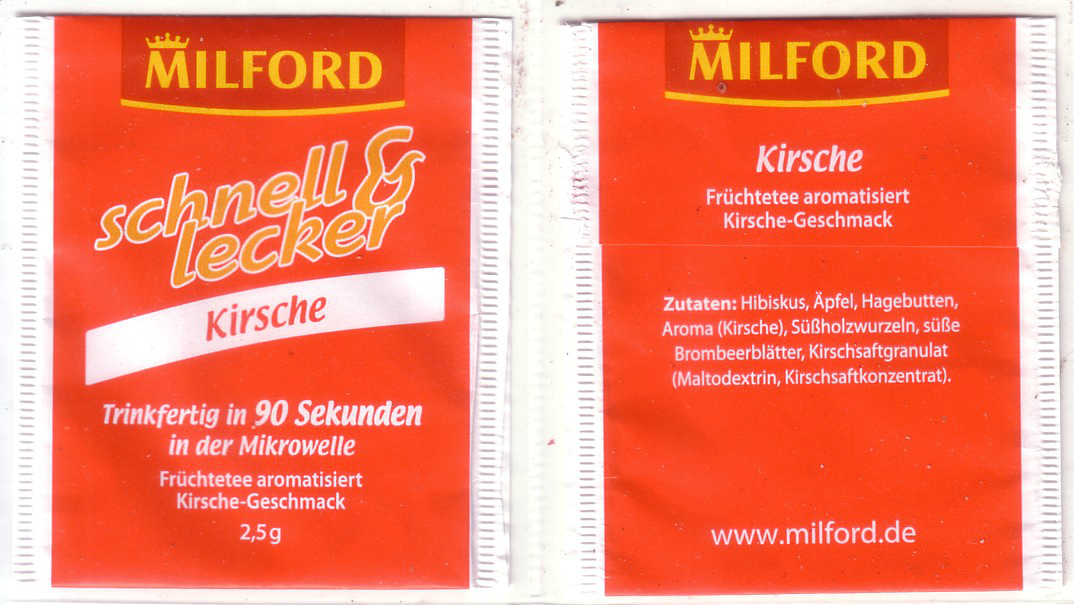 MILFORD
schnell &
lecker
Kirsche
Trinkfertig in 90 Sekunden
in der Mikrowelle
Früchtetee aromatisiert
Kirsche-Geschmack
2,5 g
MILFORD
Kirsche
Früchtetee aromatisiert
Kirsche-Geschmack
Zutaten: Hibiskus, Äpfel, Hagebutten,
Aroma (Kirsche), Süßholzwurzeln, süße
Brombeerblätter, Kirschsaftgranulat
(Maltodextrin, Kirschsaftkonzentrat).
www.milford.de